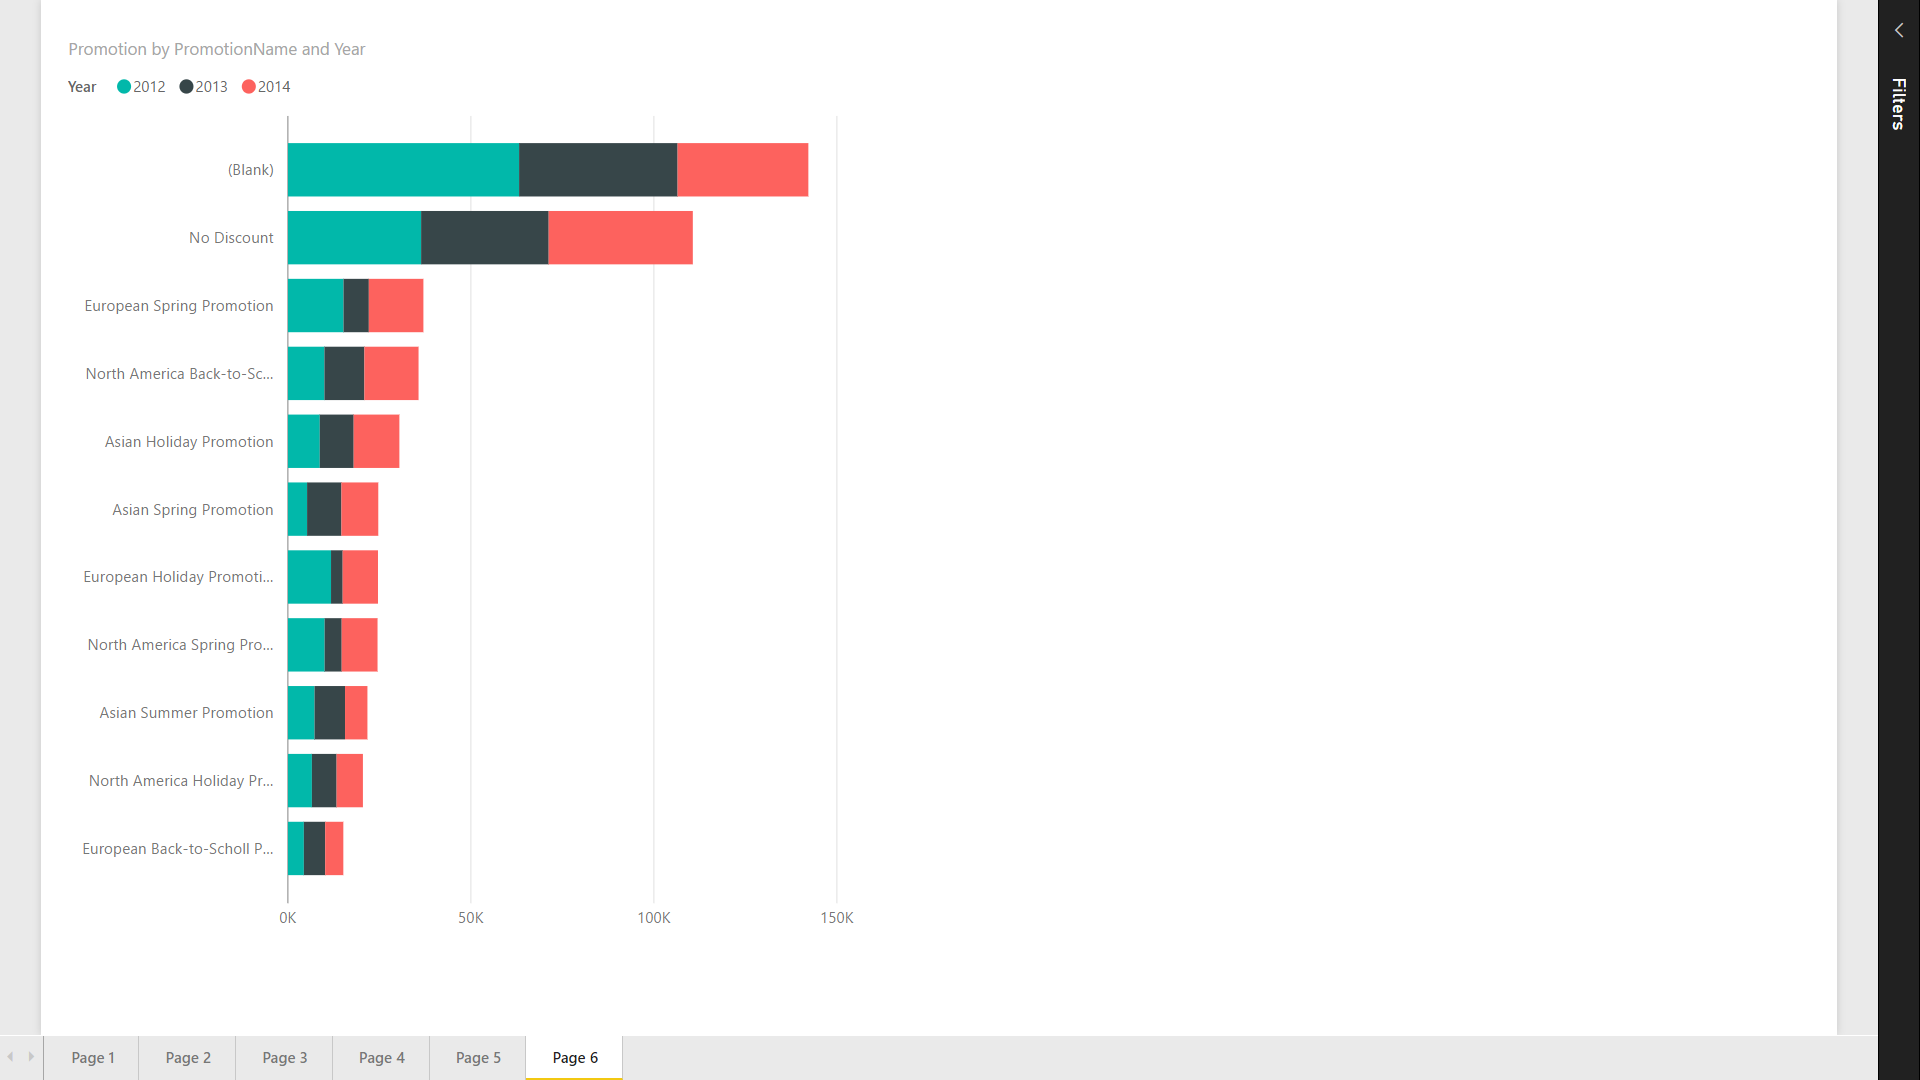 Promotion by PromotionName and Year
Year 2012 2013 2014
(Blank)
No Discount
European Spring Promotion
North America Back-to-Sc...
Asian Holiday Promotion
Asian Spring Promotion
European Holiday Promoti...
North America Spring Pro...
Asian Summer Promotion
North America Holiday Pr...
European Back-to-Scholl P...
0K 50K 100K 150K
Filters
Page 1 Page 2 Page 3 Page 4 Page 5 Page 6